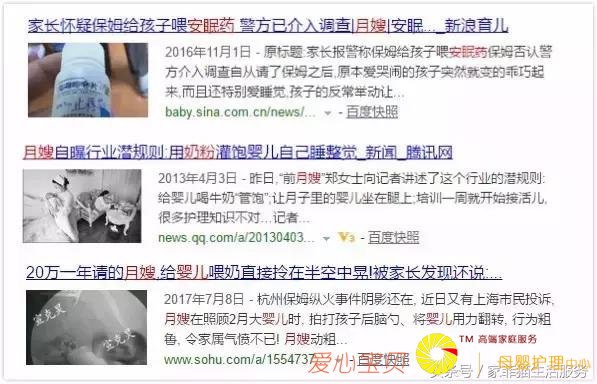 家长怀疑保姆给孩子喂安眠药 警方已介入调查|月嫂|安眠..._新浪育儿
2016年11月1日 - 原标题:家长报警称保姆给孩子喂安眠药保姆否认警
方介入调查自从请了保姆之后,原本爱哭闹的孩子突然就变的乖巧起
来,而且还特别爱睡觉,孩子的反常举动让...
baby.sina.com.cn/news/... - 百度快照
月嫂自曝行业潜规则:用奶粉灌饱婴儿自己睡整觉_新闻_腾讯网
2013年4月3日 - 昨日,“前月嫂”郑女士向记者讲述了这个行业的潜规则:
给婴儿喝牛奶“管饱”;让月子里的婴儿坐在腿上;培训一周就开始接活儿,
很多护理知识不对...记者...
news.qq.com/a/20130403... V3 - 百度快照
20万一年请的月嫂,给婴儿喂奶直接拎在半空中晃!被家长发现还说:...
2017年7月8日 - 杭州保姆纵火事件阴影还在, 近日又有上海市民投诉,
月嫂在照顾2月大婴儿时, 拍打孩子后脑勺、将婴儿用力翻转, 行为粗
鲁, 令家属气愤不已! 月嫂动粗...
www.sohu.com/a/1554737... - 百度快照
爱心宝贝
TM 高端家庭服务
母婴护理中心
头条号 / 家菲猫生活服务